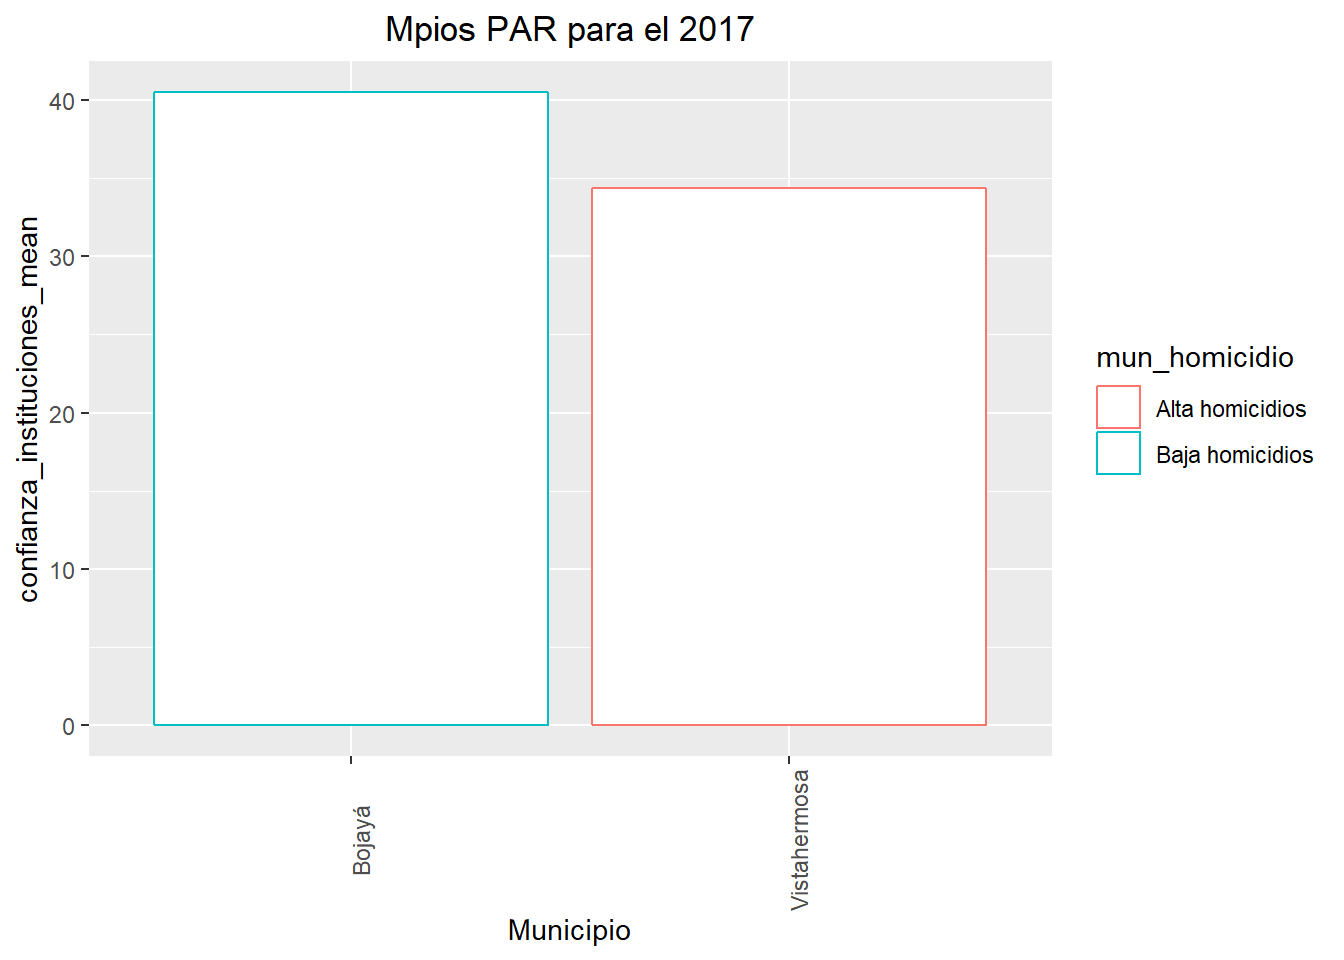 Mpios PAR para el 2017
confianza_instituciones_mean
40
30
20
10
0
Bojayá
Vistahermosa
Municipio
mun_homicidio
Alta homicidios
Baja homicidios